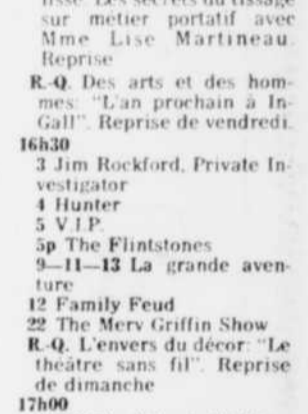 tisse. Les secrets du tissage
sur métier portatif avec
Mme Lise Martineau.
Reprise
R.-Q. Des arts et des hom-
mes: "L'an prochain à In-
Gall". Reprise de vendredi.
16h30
3 Jim Rockford, Private In-
vestigator
4 Hunter
5 V.I.P.
5p The Flintstones
9—11—13 La grande aven-
ture
12 Family Feud
22 The Merv Griffin Show
R.-Q. L'envers du décor: "Le
théâtre sans fil". Reprise
de dimanche
17h00